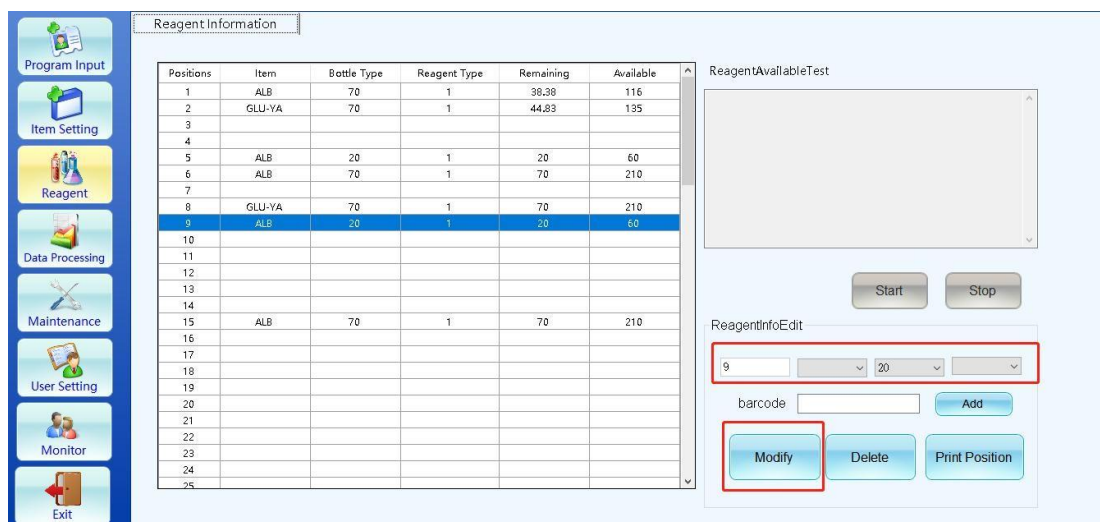 Reagent Information
Program Input
Item Setting
Reagent
Data Processing
Maintenance
User Setting
Monitor
Exit
Positions Item Bottle Type Reagent Type Remaining Available
1 ALB 70 1 38.38 116
2 GLU-YA 70 1 44.83 135
3
4
5 ALB 20 1 20 60
6 ALB 70 1 70 210
7
8 GLU-YA 70 1 70 210
9 ALB 20 1 20 60
10
11
12
13
14
15 ALB 70 1 70 210
16
17
18
19
20
21
22
23
24
25
ReagentAvailableTest
Start Stop
ReagentInfoEdit
9 20
barcode Add
Modify Delete Print Position